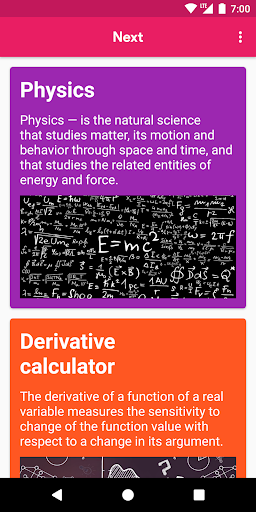 LTE 7:00
Next
Physics
Physics — is the natural science
that studies matter, its motion and
behavior through space and time, and
that studies the related entities of
energy and force.
E=mc²
Derivative
calculator
The derivative of a function of a real
variable measures the sensitivity to
change of the function value with
respect to a change in its argument.